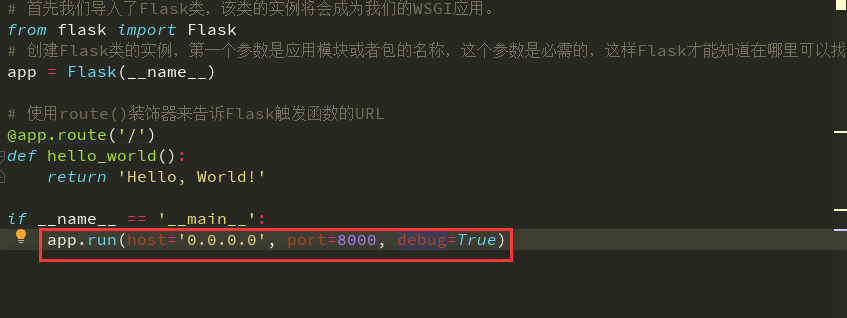 # 首先我们导入了Flask类，该类的实例将会成为我们的WSGI应用。
from flask import Flask
# 创建Flask类的实例，第一个参数是应用模块或者包的名称，这个参数是必需的，这样Flask才能知道在哪里可以找
app = Flask(__name__)
# 使用route()装饰器来告诉Flask触发函数的URL
@app.route('/')
def hello_world():
    return 'Hello, World!'
if __name__ == '__main__':
    app.run(host='0.0.0.0', port=8000, debug=True)